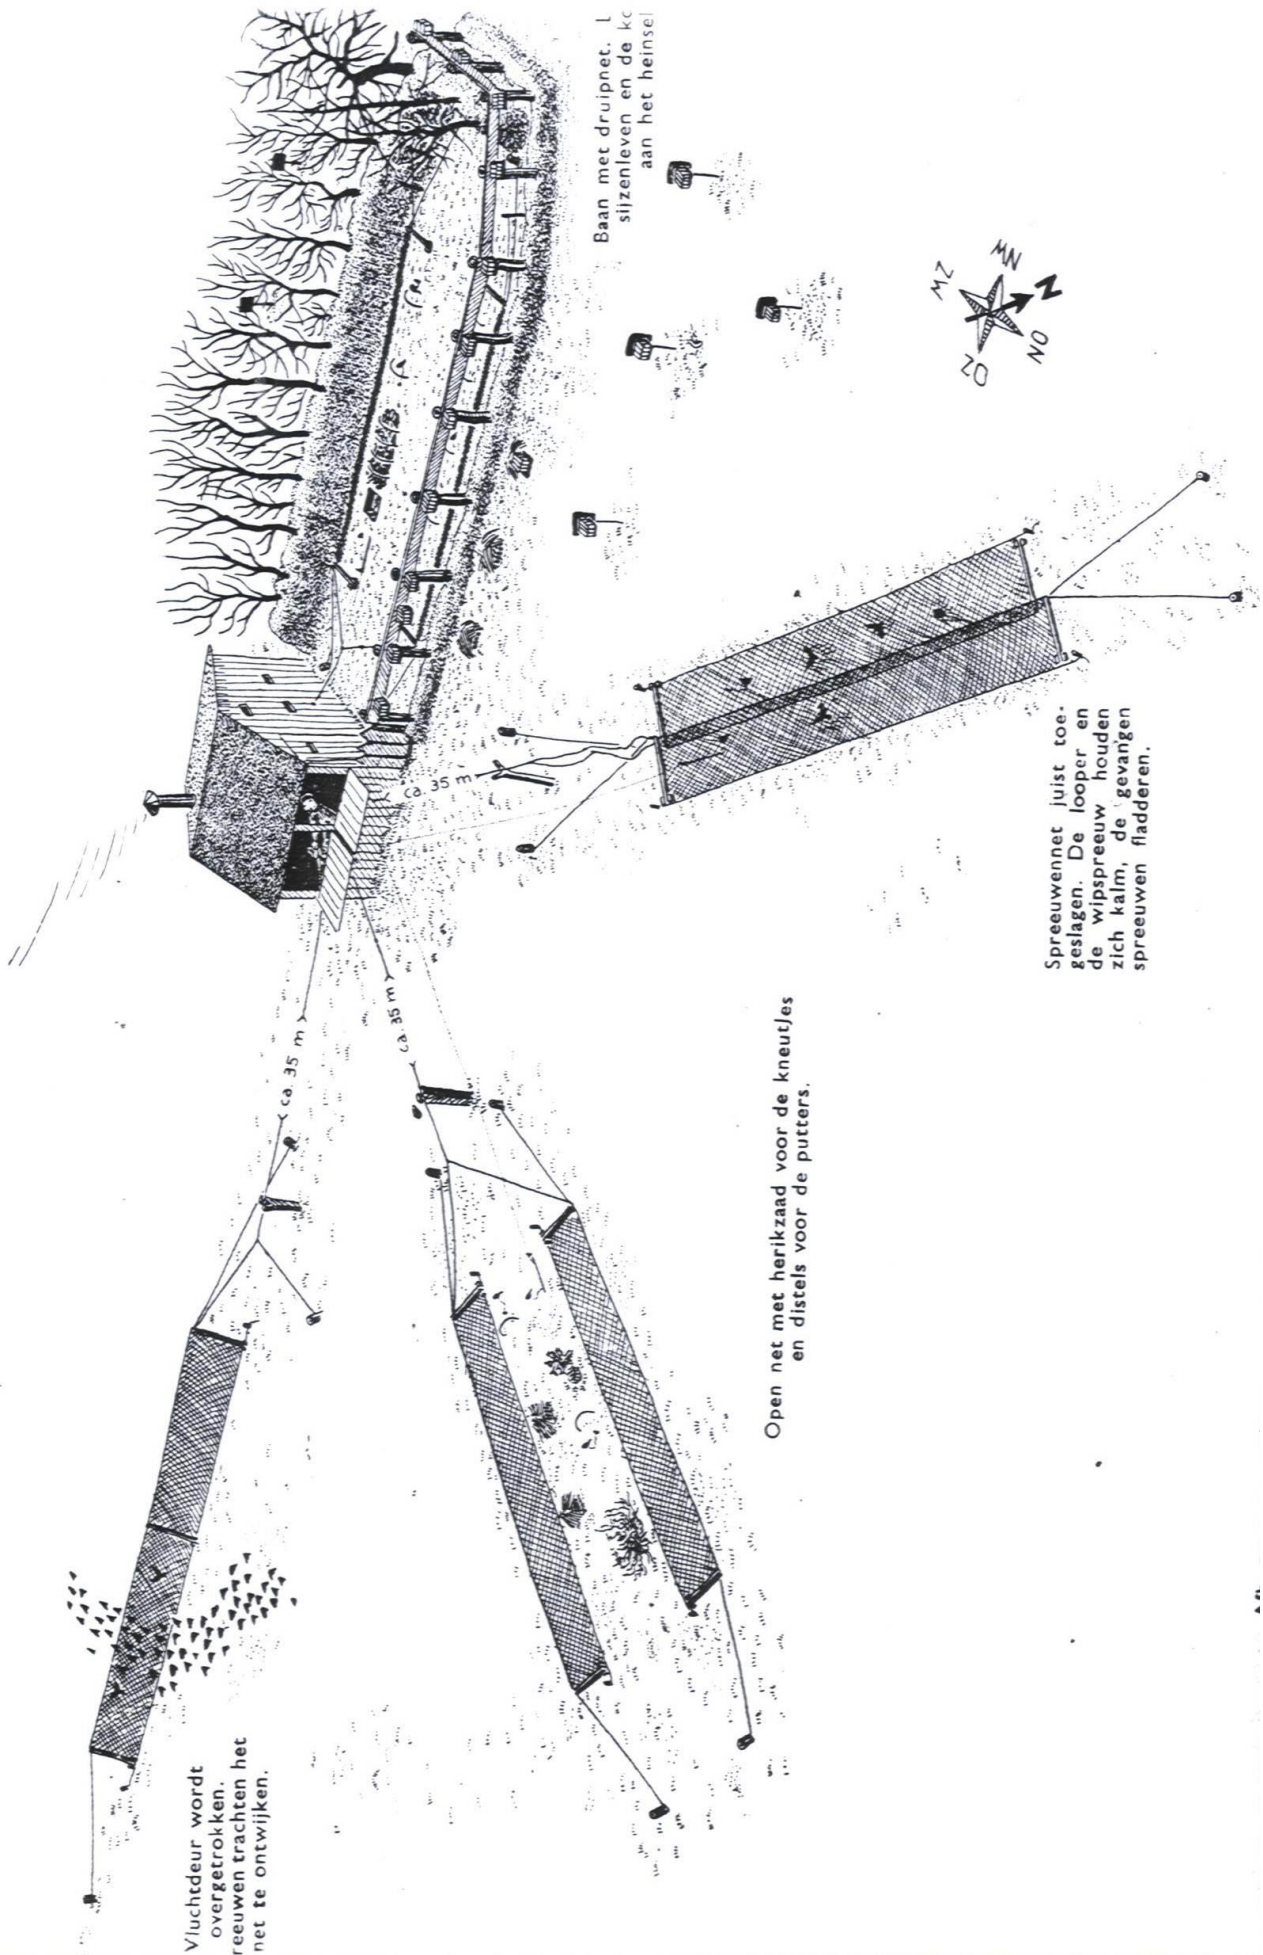 Vluchtdeur wordt
overgetrokken.
reeuwen trachten het
net te ontwijken.
ca. 35 m
ca. 35 m
ca. 35 m
Open net met herikzaad voor de kneutjes
en distels voor de putters.
Spreeuwennet juist toe-
geslagen. De looper en
de wipspreeuw houden
zich kalm, de gevangen
spreeuwen fladderen.
Baan met druipnet. L
sijzenleven en de ko
aan het heinsel
ZW
NW
N
NO
ZO